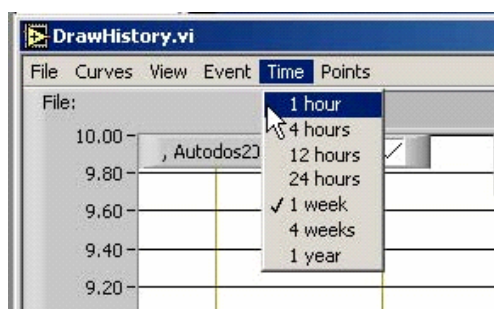 DrawHistory.vi
File Curves View Event Time Points
File:
1 hour
10.00
4 hours
, Autodos2
12 hours
9.80
24 hours
9.60
✓ 1 week
4 weeks
9.40
1 year
9.20